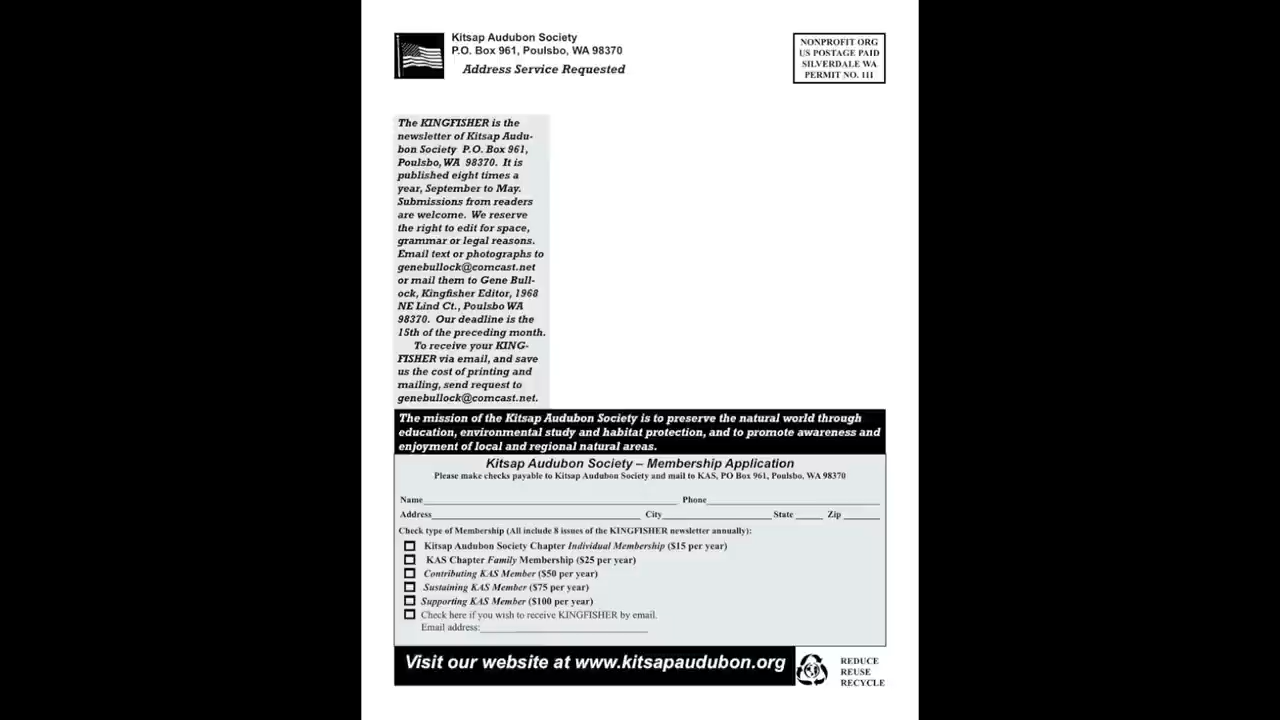 Kitsap Audubon Society
P.O. Box 961, Poulsbo, WA 98370
Address Service Requested
NONPROFIT ORG
US POSTAGE PAID
SILVERDALE WA
PERMIT NO. 111
The KINGFISHER is the
newsletter of Kitsap Audu-
bon Society P.O. Box 961,
Poulsbo, WA 98370. It is
published eight times a
year, September to May.
Submissions from readers
are welcome. We reserve
the right to edit for space,
grammar or legal reasons.
Email text or photographs to
genebullock@comcast.net
or mail them to Gene Bull-
ock, Kingfisher Editor, 1968
NE Lind Ct., Poulsbo WA
98370. Our deadline is the
15th of the preceding month.
To receive your KING-
FISHER via email, and save
us the cost of printing and
mailing, send request to
genebullock@comcast.net.
The mission of the Kitsap Audubon Society is to preserve the natural world through
education, environmental study and habitat protection, and to promote awareness and
enjoyment of local and regional natural areas.
Kitsap Audubon Society – Membership Application
Please make checks payable to Kitsap Audubon Society and mail to KAS, PO Box 961, Poulsbo, WA 98370
Name Phone
Address City State Zip
Check type of Membership (All include 8 issues of the KINGFISHER newsletter annually):
Kitsap Audubon Society Chapter Individual Membership ($15 per year)
KAS Chapter Family Membership ($25 per year)
Contributing KAS Member ($50 per year)
Sustaining KAS Member ($75 per year)
Supporting KAS Member ($100 per year)
Check here if you wish to receive KINGFISHER by email.
Email address:
Visit our website at www.kitsapaudubon.org
REDUCE
REUSE
RECYCLE